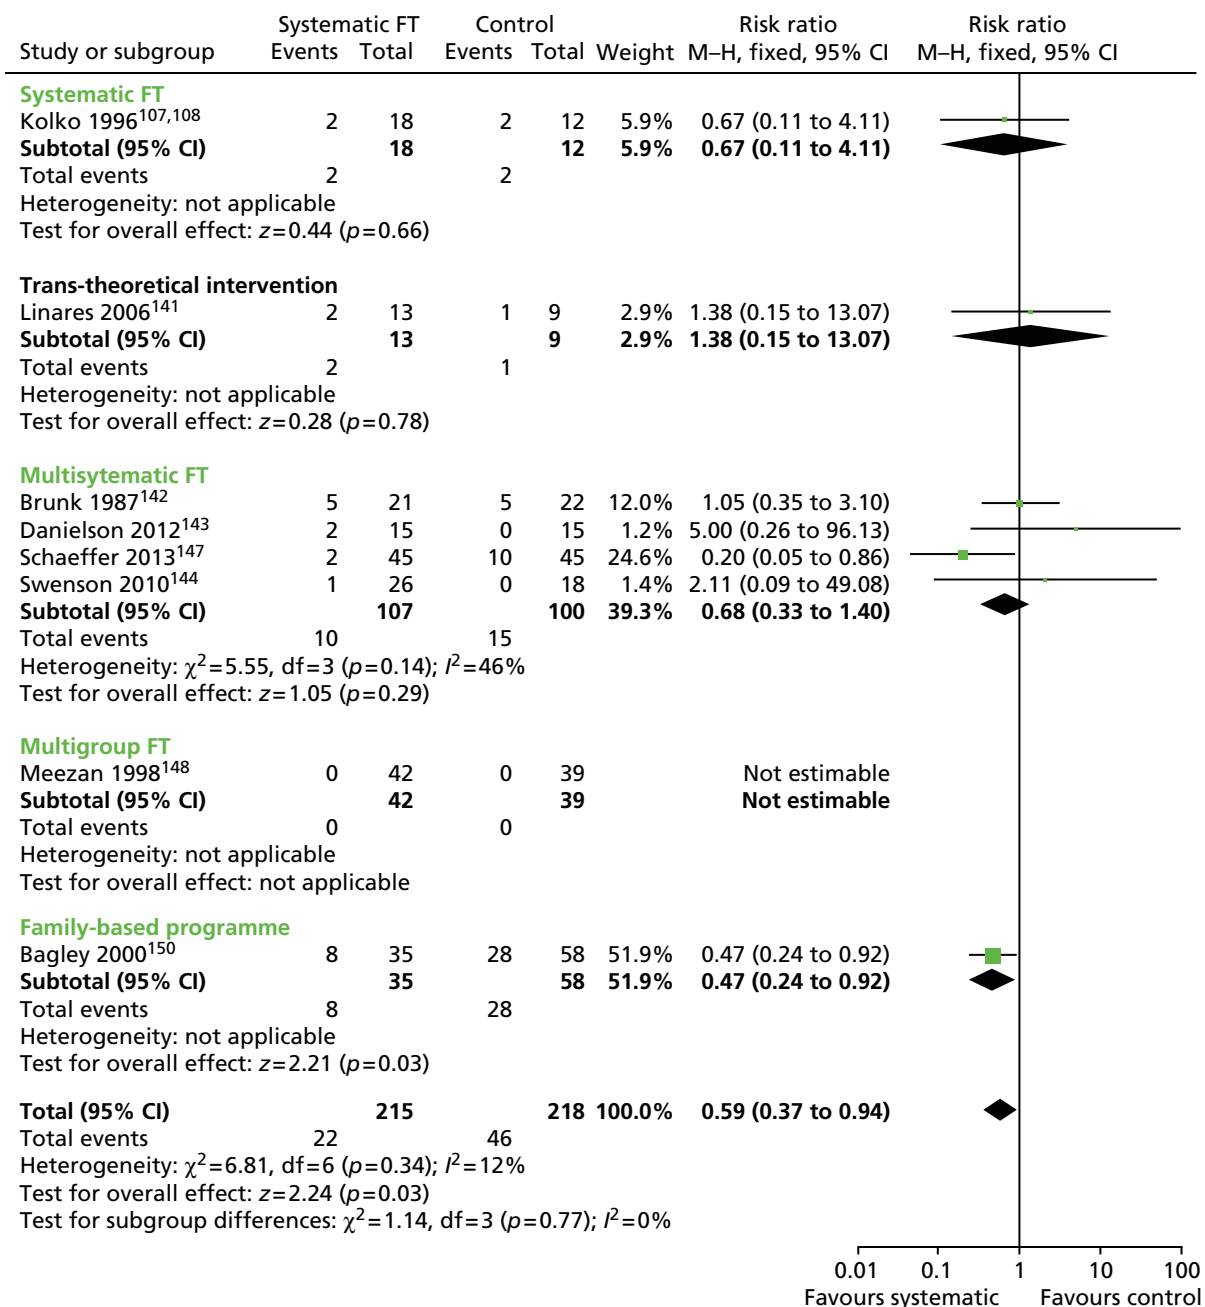 Systematic FT Control Risk ratio Risk ratio
Study or subgroup Events Total Events Total Weight M–H, fixed, 95% CI M–H, fixed, 95% CI
Systematic FT
Kolko 1996107,108 2 18 2 12 5.9% 0.67 (0.11 to 4.11)
Subtotal (95% CI) 18 12 5.9% 0.67 (0.11 to 4.11)
Total events 2 2
Heterogeneity: not applicable
Test for overall effect: z=0.44 (p=0.66)
Trans-theoretical intervention
Linares 2006141 2 13 1 9 2.9% 1.38 (0.15 to 13.07)
Subtotal (95% CI) 13 9 2.9% 1.38 (0.15 to 13.07)
Total events 2 1
Heterogeneity: not applicable
Test for overall effect: z=0.28 (p=0.78)
Multisytematic FT
Brunk 1987142 5 21 5 22 12.0% 1.05 (0.35 to 3.10)
Danielson 2012143 2 15 0 15 1.2% 5.00 (0.26 to 96.13)
Schaeffer 2013147 2 45 10 45 24.6% 0.20 (0.05 to 0.86)
Swenson 2010144 1 26 0 18 1.4% 2.11 (0.09 to 49.08)
Subtotal (95% CI) 107 100 39.3% 0.68 (0.33 to 1.40)
Total events 10 15
Heterogeneity: χ2=5.55, df=3 (p=0.14); I2=46%
Test for overall effect: z=1.05 (p=0.29)
Multigroup FT
Meezan 1998148 0 42 0 39 Not estimable
Subtotal (95% CI) 42 39 Not estimable
Total events 0 0
Heterogeneity: not applicable
Test for overall effect: not applicable
Family-based programme
Bagley 2000150 8 35 28 58 51.9% 0.47 (0.24 to 0.92)
Subtotal (95% CI) 35 58 51.9% 0.47 (0.24 to 0.92)
Total events 8 28
Heterogeneity: not applicable
Test for overall effect: z=2.21 (p=0.03)
Total (95% CI) 215 218 100.0% 0.59 (0.37 to 0.94)
Total events 22 46
Heterogeneity: χ2=6.81, df=6 (p=0.34); I2=12%
Test for overall effect: z=2.24 (p=0.03)
Test for subgroup differences: χ2=1.14, df=3 (p=0.77); I2=0%
0.01 0.1 1 10 100
Favours systematic Favours control